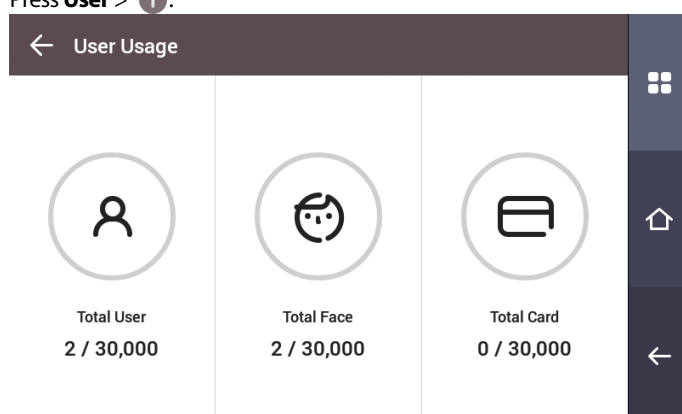 Press User > 
User Usage
Total User
2 / 30,000
Total Face
2 / 30,000
Total Card
0 / 30,000